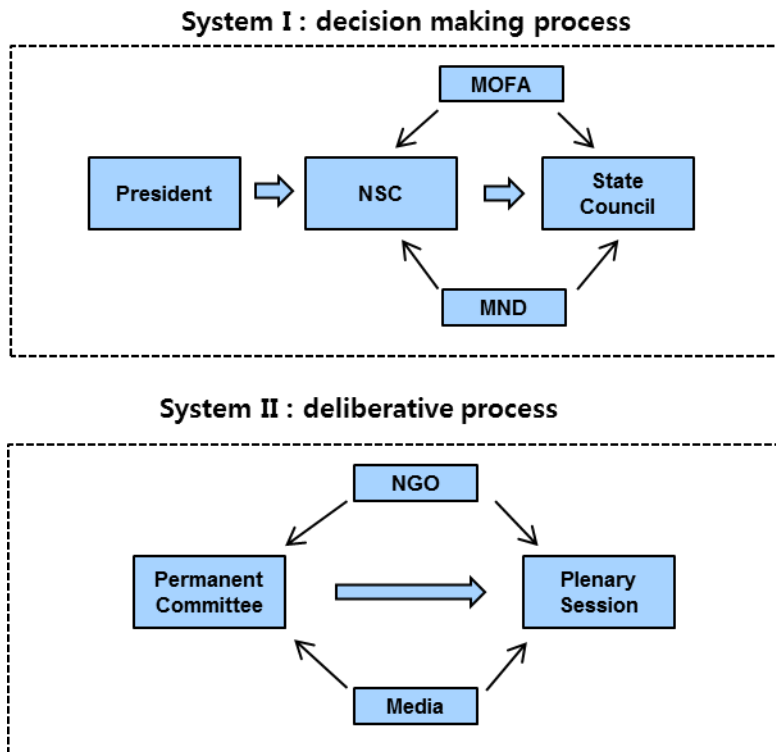 System I : decision making process
MOFA
President
NSC
State
Council
MND
System II : deliberative process
NGO
Permanent
Committee
Plenary
Session
Media